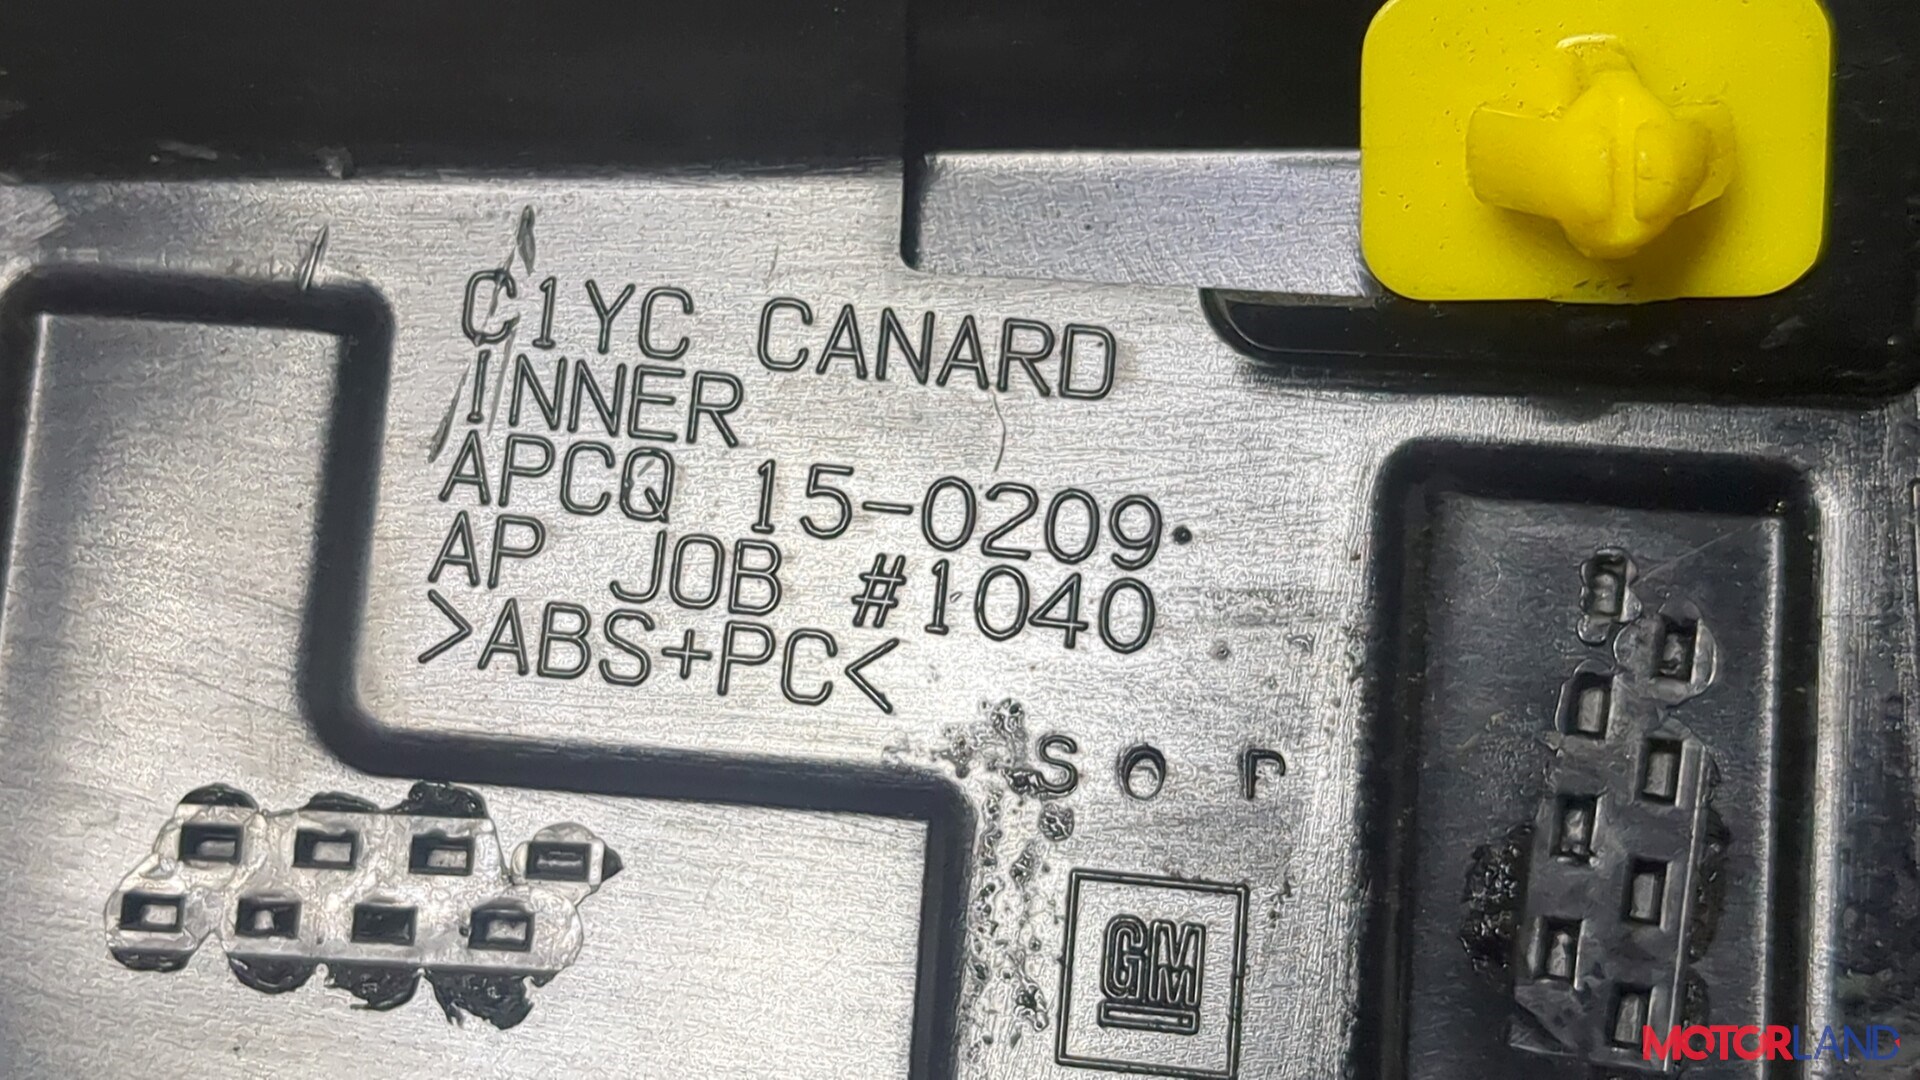 C1YC CANARD
INNER
APCQ 15-0209
AP JOB #1040
>ABS+PC<
S O P
GM
MOTORLAND